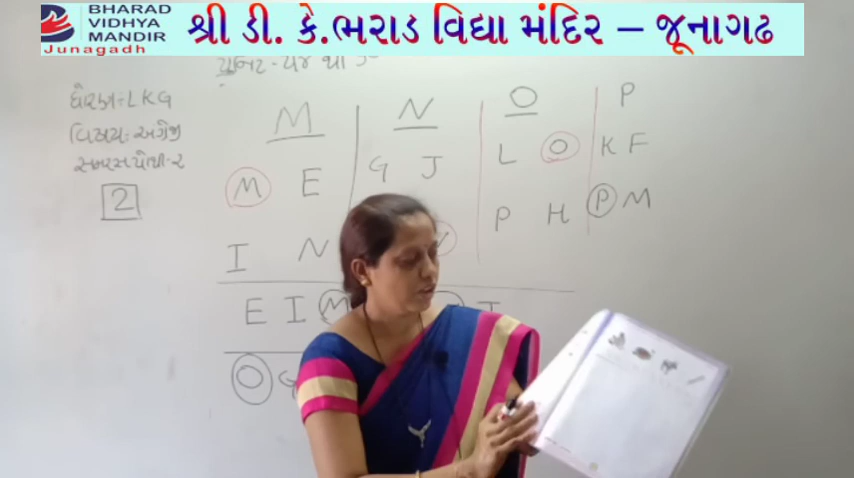 BHARAD
VIDHYA
MANDIR
Junagadh
શ્રી ડી. કે.ભરાડ વિદ્યા મંદિર – જૂનાગઢ
ધોરણ:- LKG
વિષય:- અંગ્રેજી
2
M N O P
M E G J L O K F
I N P H P M
E I M I
O G